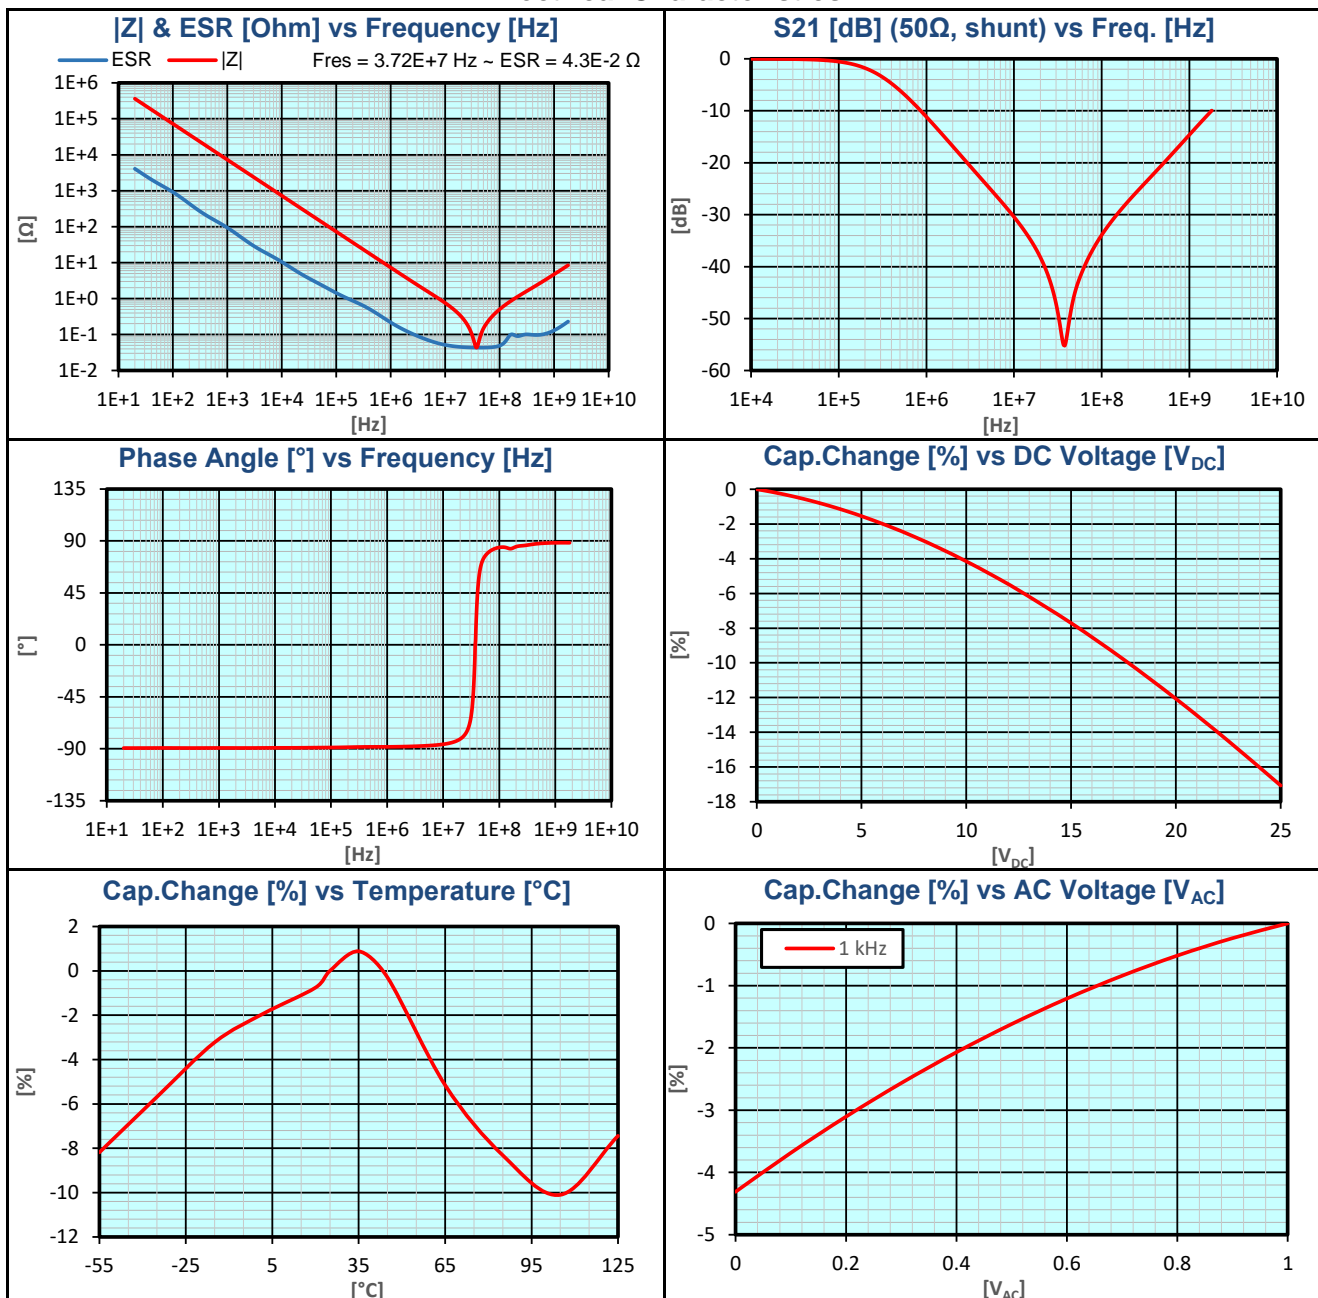 |Z| & ESR [Ohm] vs Frequency [Hz]
ESR |Z| Fres = 3.72E+7 Hz ~ ESR = 4.3E-2 Ω
1E+6
1E+5
1E+4
1E+3
1E+2
1E+1
1E+0
1E-1
1E-2
[Ω]
1E+1 1E+2 1E+3 1E+4 1E+5 1E+6 1E+7 1E+8 1E+9 1E+10
[Hz]
S21 [dB] (50Ω, shunt) vs Freq. [Hz]
0
-10
-20
-30
-40
-50
-60
[dB]
1E+4 1E+5 1E+6 1E+7 1E+8 1E+9 1E+10
[Hz]
Phase Angle [°] vs Frequency [Hz]
135
90
45
0
-45
-90
-135
[°]
1E+1 1E+2 1E+3 1E+4 1E+5 1E+6 1E+7 1E+8 1E+9 1E+10
[Hz]
Cap.Change [%] vs DC Voltage [VDC]
0
-2
-4
-6
-8
-10
-12
-14
-16
-18
[%]
0 5 10 15 20 25
[VDC]
Cap.Change [%] vs Temperature [°C]
2
0
-2
-4
-6
-8
-10
-12
[%]
-55 -25 5 35 65 95 125
[°C]
Cap.Change [%] vs AC Voltage [VAC]
1 kHz
0
-1
-2
-3
-4
-5
[%]
0 0.2 0.4 0.6 0.8 1
[VAC]